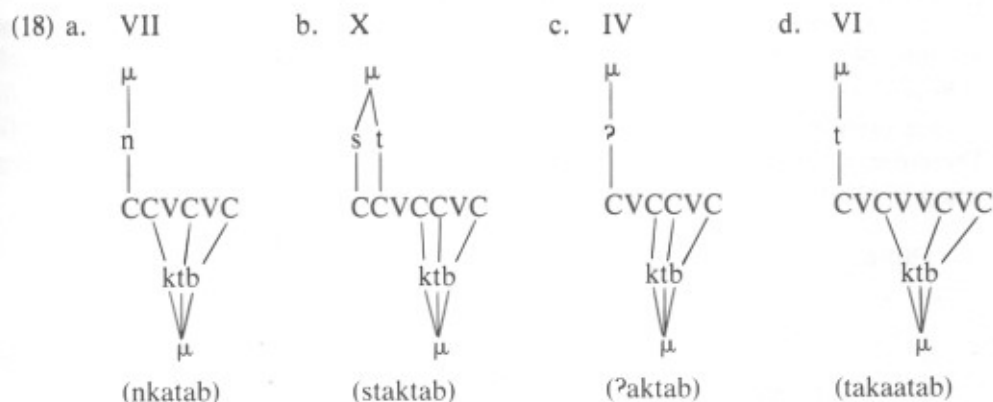 (18) a. VII b. X c. IV d. VI
μ μ μ μ
n s t ʔ t
CCVCVC CCVCCVC CVCCVC CVCVVCVC
ktb ktb ktb ktb
μ μ μ μ
(nkatab) (staktab) (ʔaktab) (takaatab)